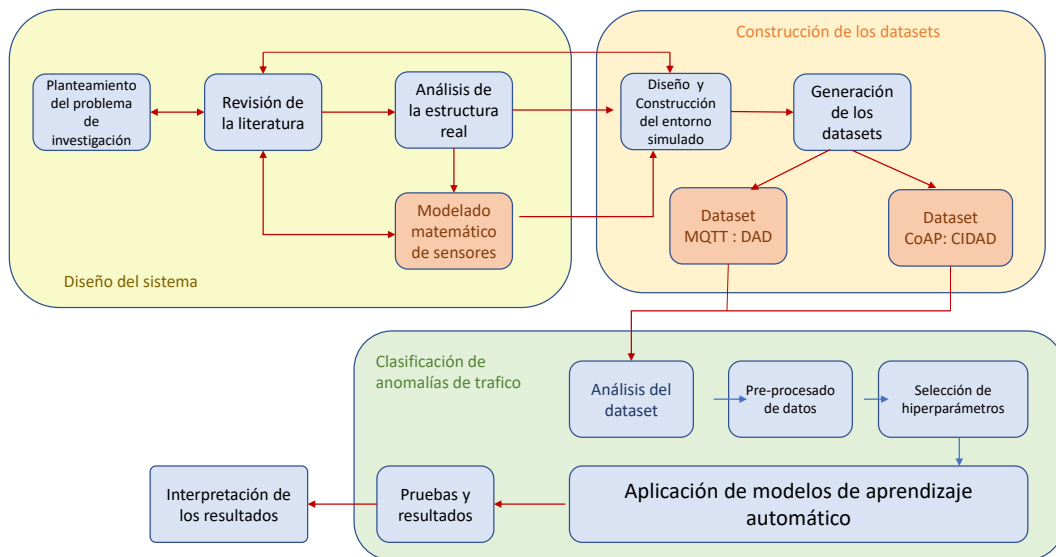 Construcción de los datasets
Planteamiento
del problema
de
investigación
Revisión de
la literatura
Análisis de
la estructura
real
Modelado
matemático
de sensores
Diseño del sistema
Diseño y
Construcción
del entorno
simulado
Generación
de los
datasets
Dataset
MQTT : DAD
Dataset
CoAP: CIDAD
Clasificación de
anomalías de trafico
Análisis del
dataset
Pre-procesado
de datos
Selección de
hiperparámetros
Aplicación de modelos de aprendizaje
automático
Pruebas y
resultados
Interpretación de
los resultados